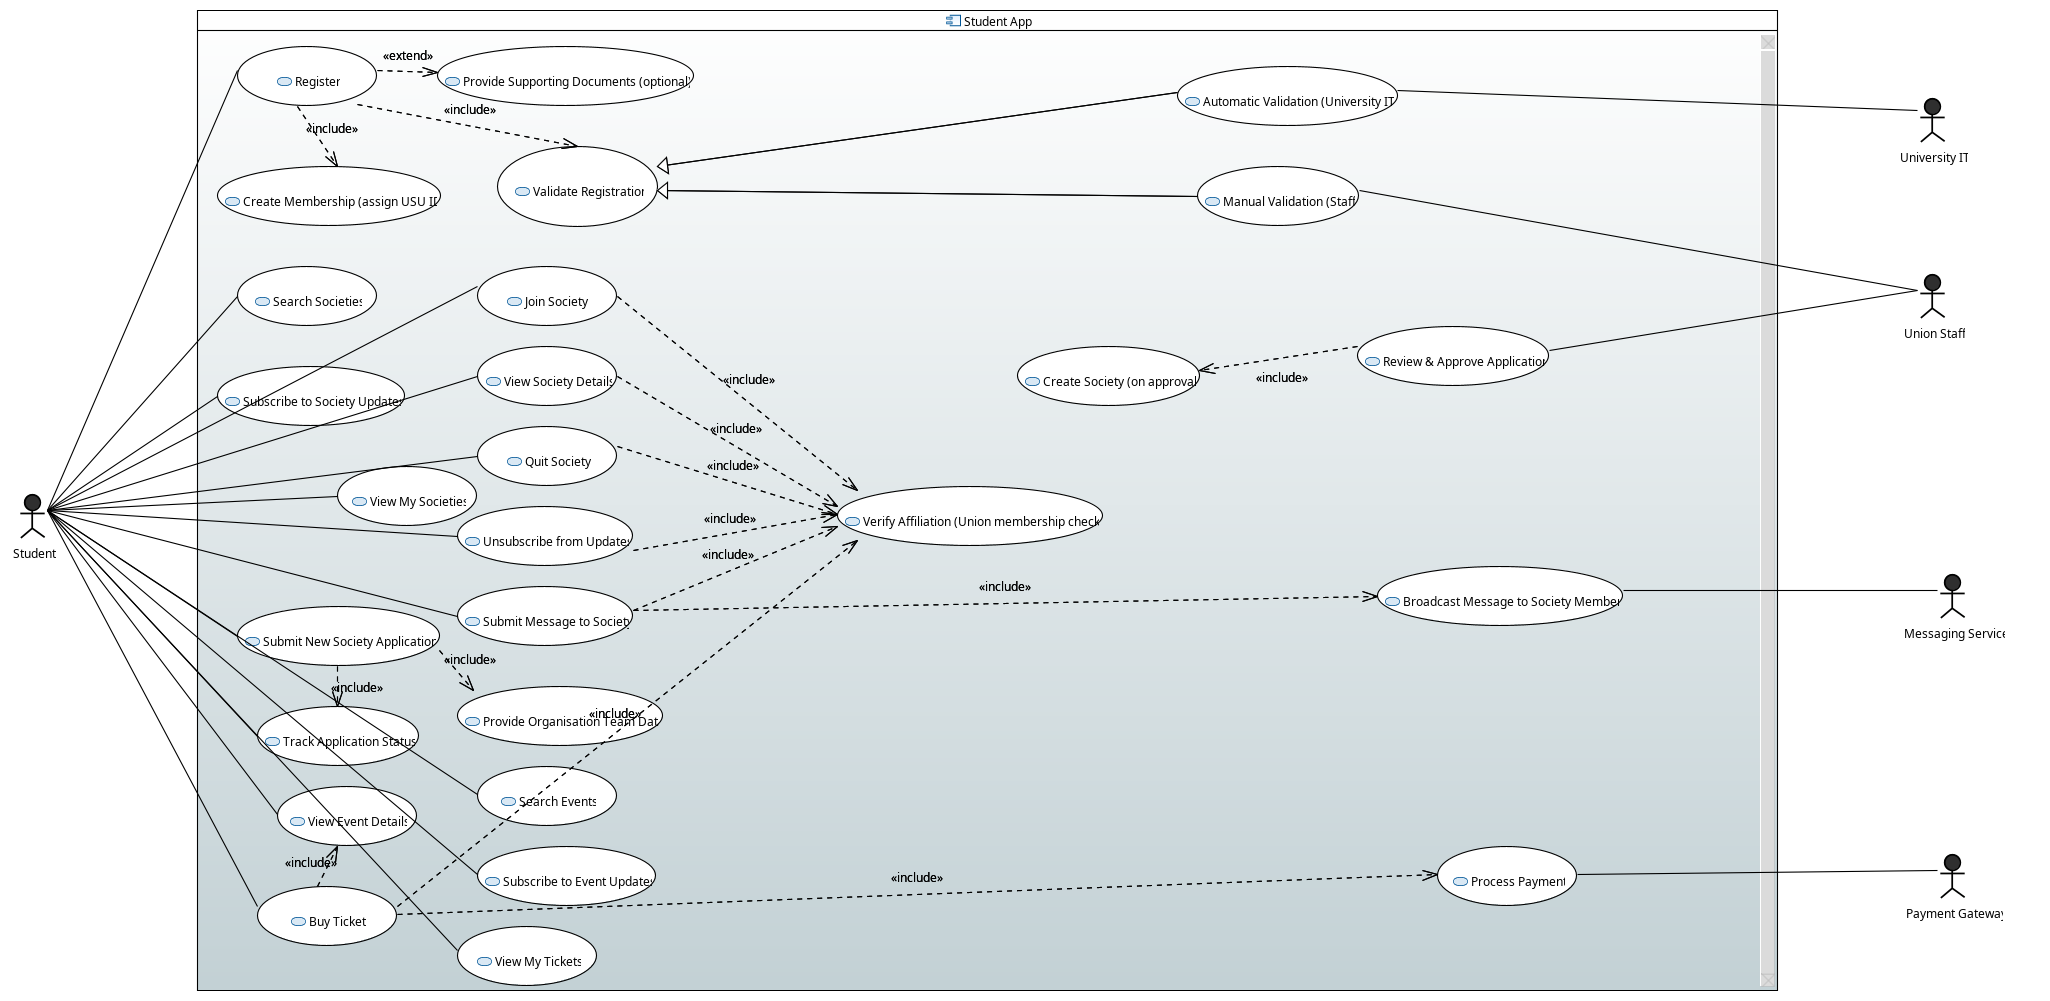 Student App
«extend»
Register
Provide Supporting Documents (optional)
«include»
«include»
Automatic Validation (University IT
University IT
Create Membership (assign USU ID
Validate Registration
Manual Validation (Staff
Search Societies
Join Society
Union Staff
Review & Approve Application
Create Society (on approval
«include»
«include»
View Society Details
Subscribe to Society Updates
«include»
Quit Society
«include»
View My Societies
Verify Affiliation (Union membership check
«include»
Unsubscribe from Updates
Student
«include»
«include»
Broadcast Message to Society Member
Submit Message to Society
Messaging Service
Submit New Society Application
«include»
«include»
«include»
Provide Organisation Team Dat
Track Application Status
Search Events
View Event Details
«include»
Subscribe to Event Updates
«include»
Process Payment
Payment Gateway
Buy Ticket
View My Tickets